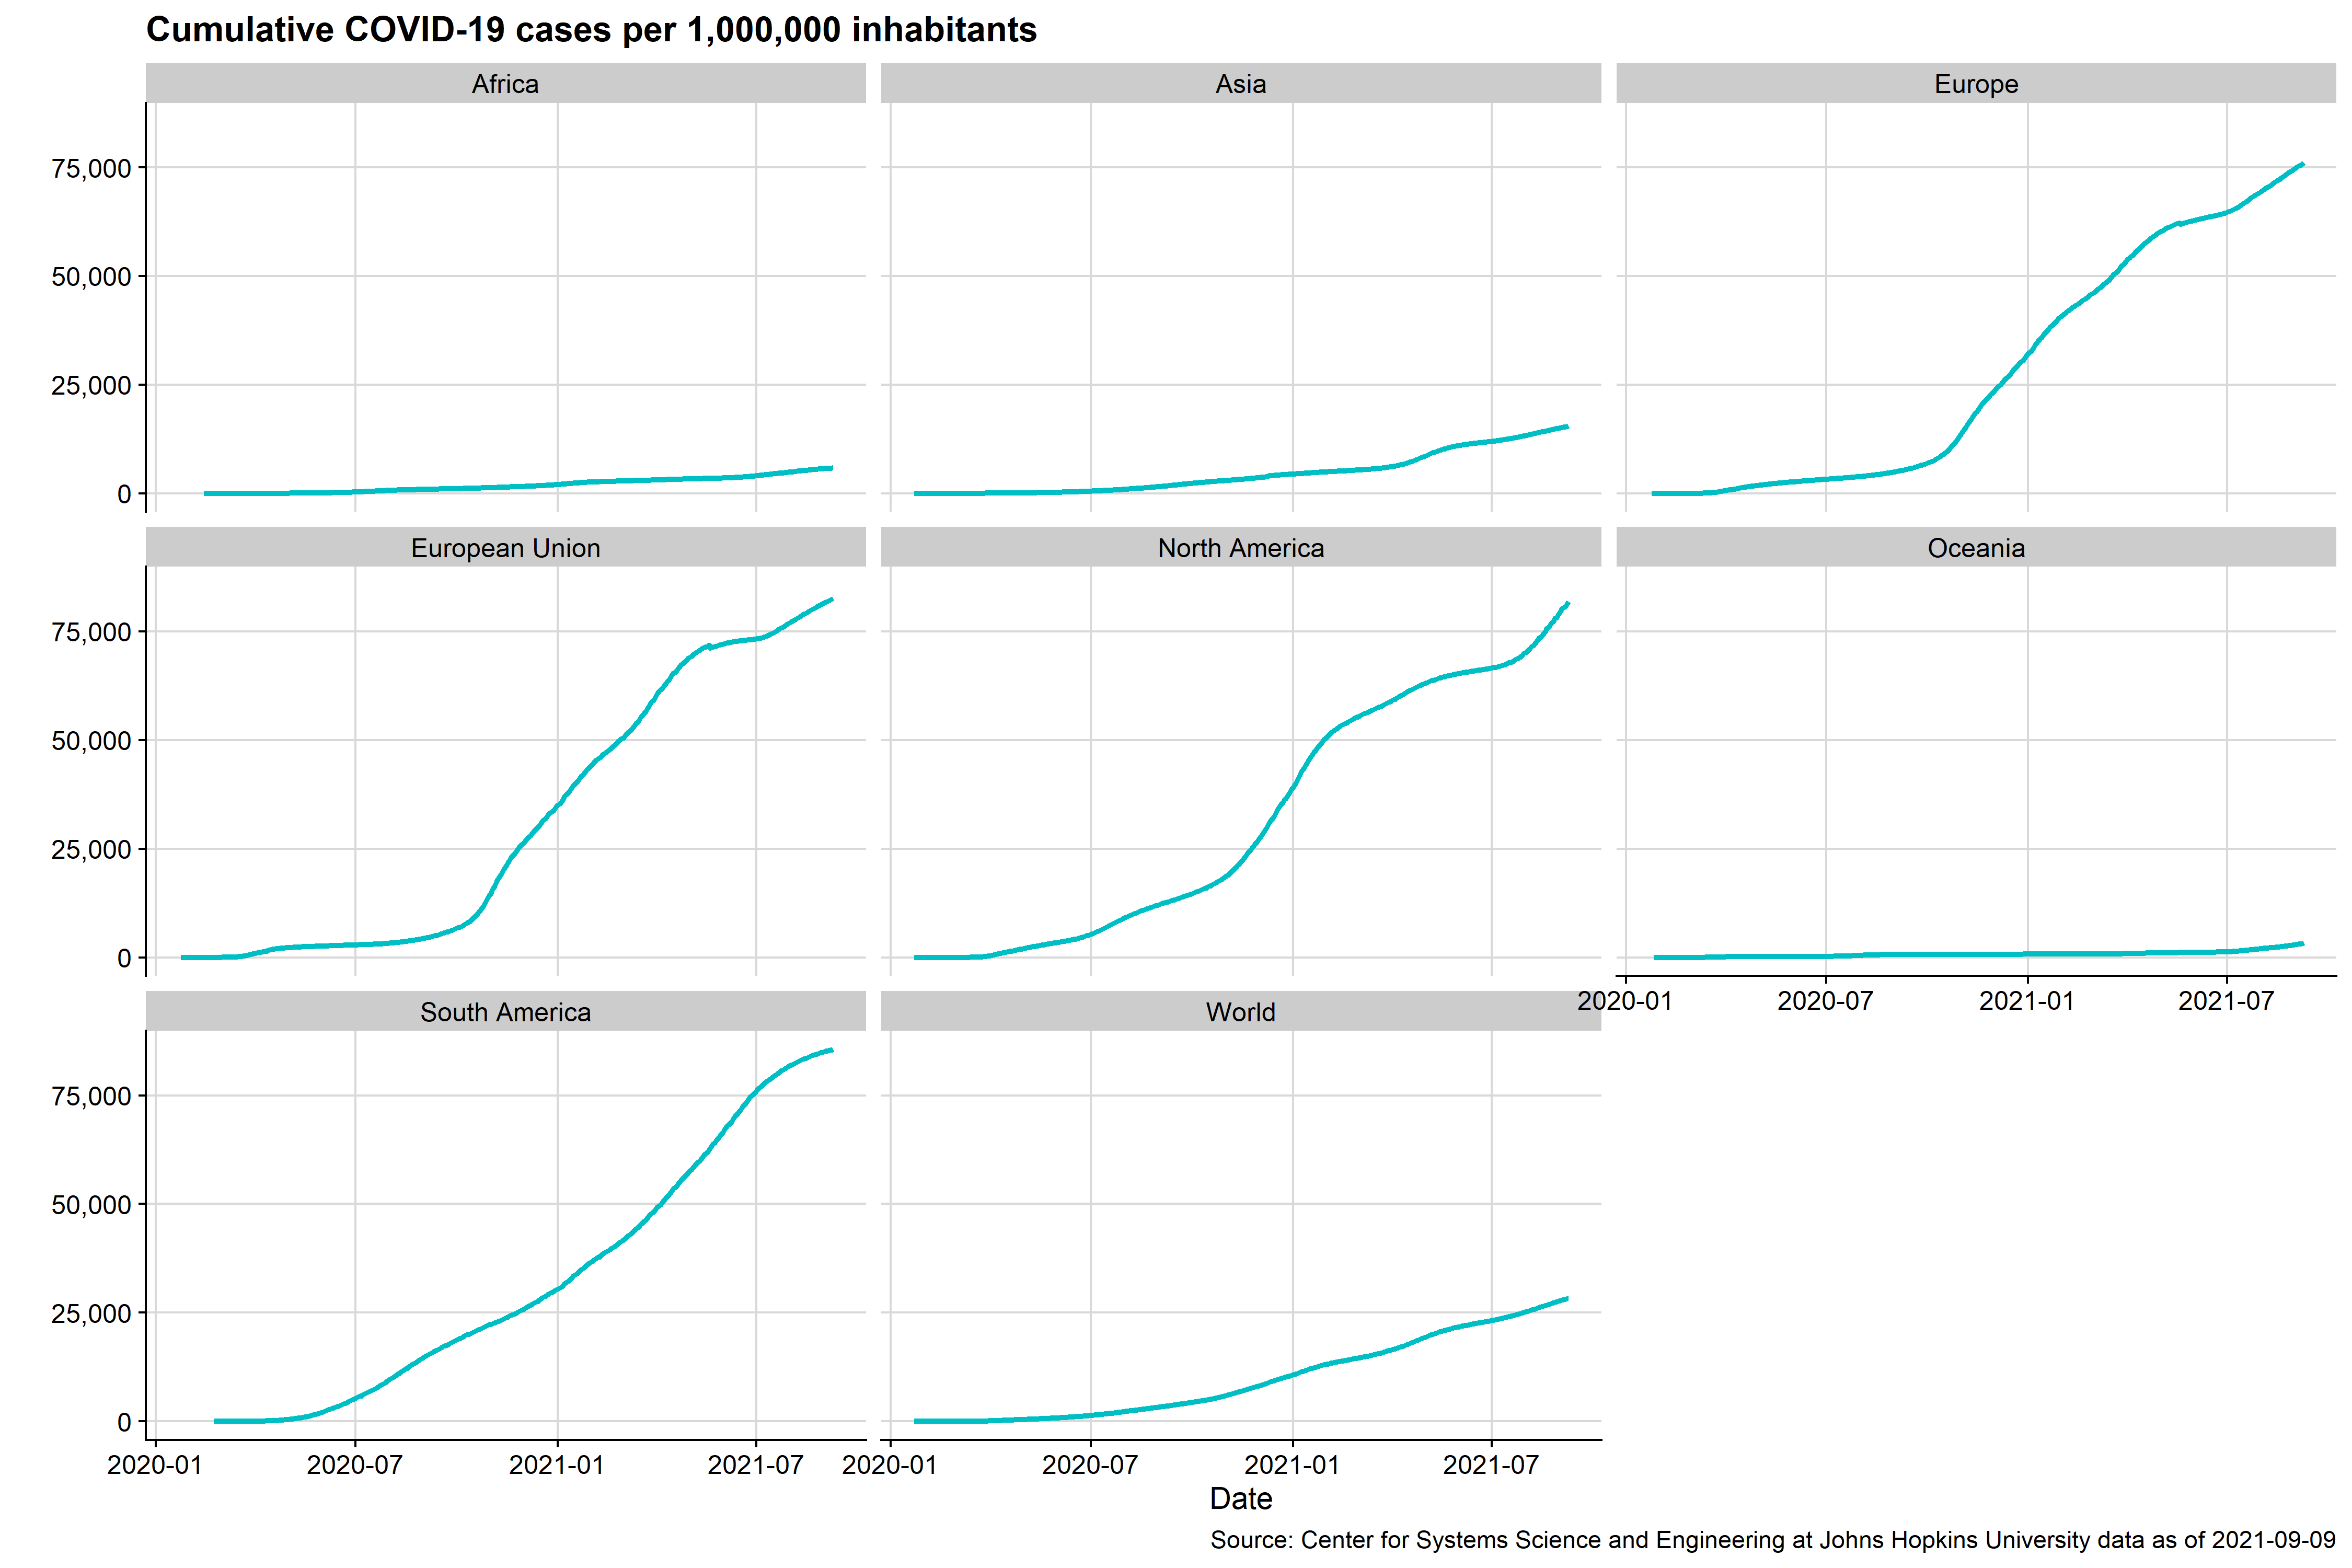 Cumulative COVID-19 cases per 1,000,000 inhabitants
Africa
Asia
Europe
75,000
50,000
25,000
0
European Union
North America
Oceania
75,000
50,000
25,000
0
2020-01 2020-07 2021-01 2021-07
South America
World
75,000
50,000
25,000
0
2020-01 2020-07 2021-01 2021-07 2020-01 2020-07 2021-01 2021-07
Date
Source: Center for Systems Science and Engineering at Johns Hopkins University data as of 2021-09-09